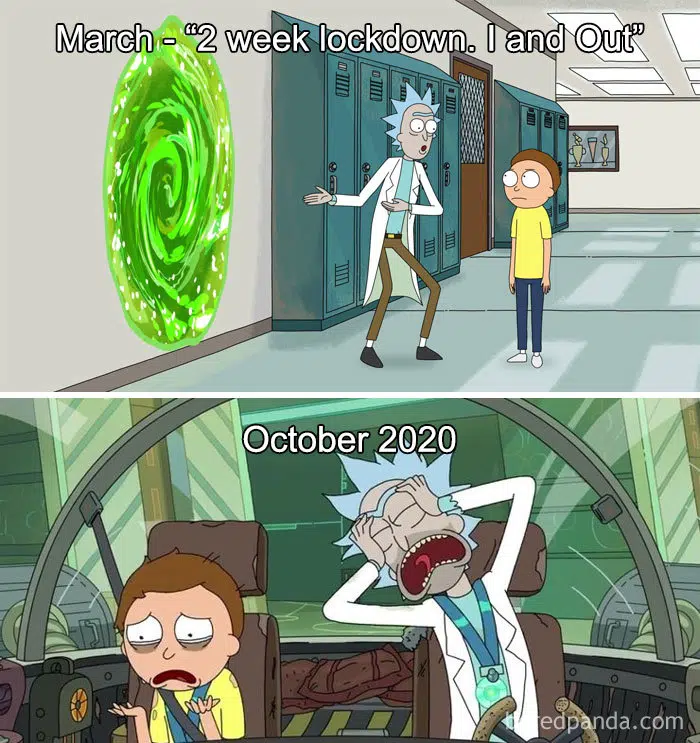 March - “2 week lockdown. I and Out”
October 2020
boredpanda.com